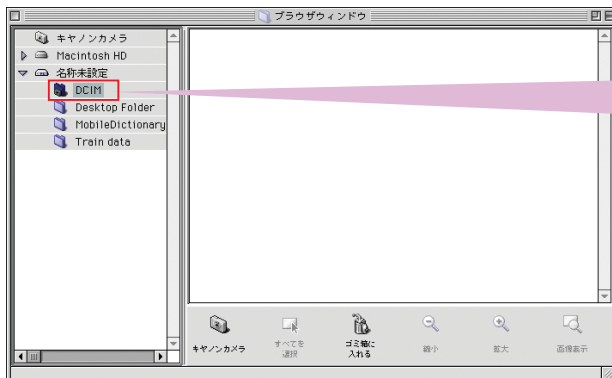 ブラウザウィンドウ
キヤノンカメラ
Macintosh HD
名称未設定
DCIM
Desktop Folder
MobileDictionary
Train data
キヤノンカメラ
すべてを
選択
ゴミ箱に
入れる
縮小
拡大
画像表示